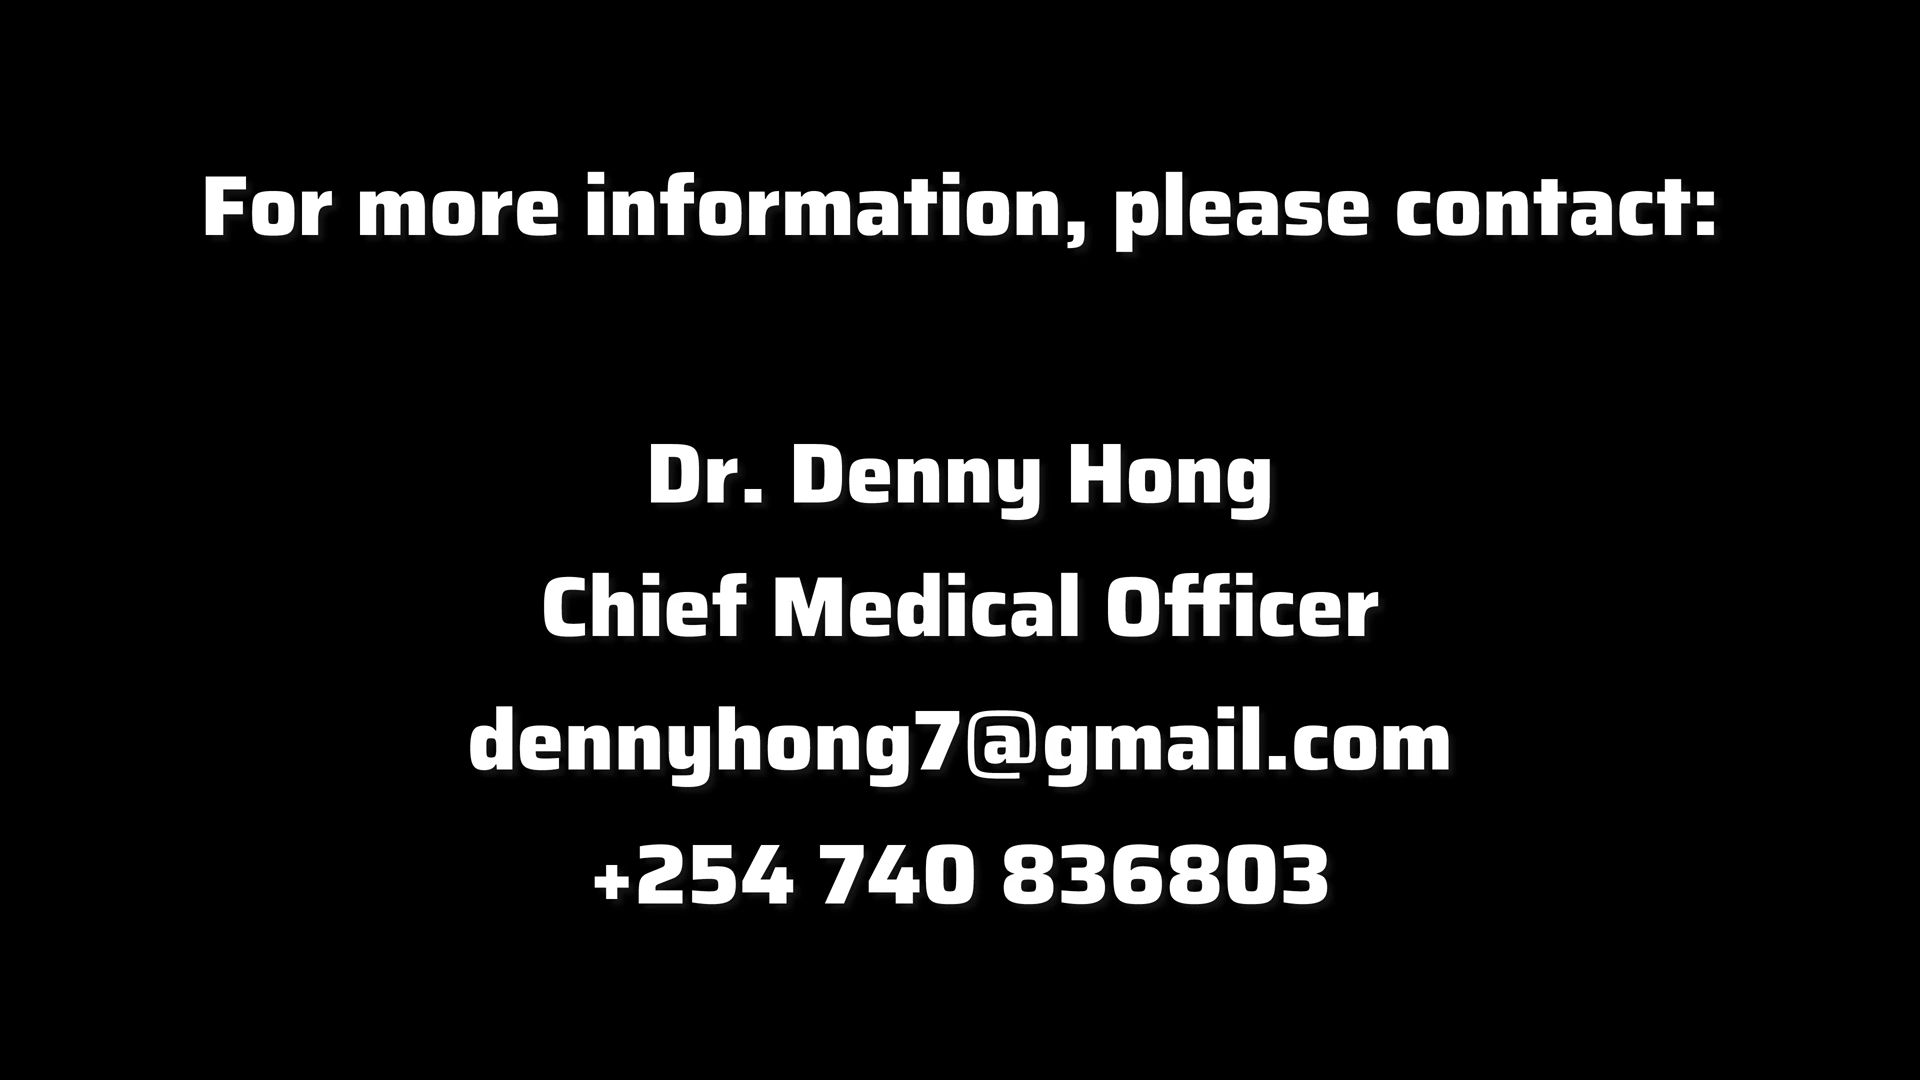 For more information, please contact:
Dr. Denny Hong
Chief Medical Officer
dennyhong7@gmail.com
+254 740 836803